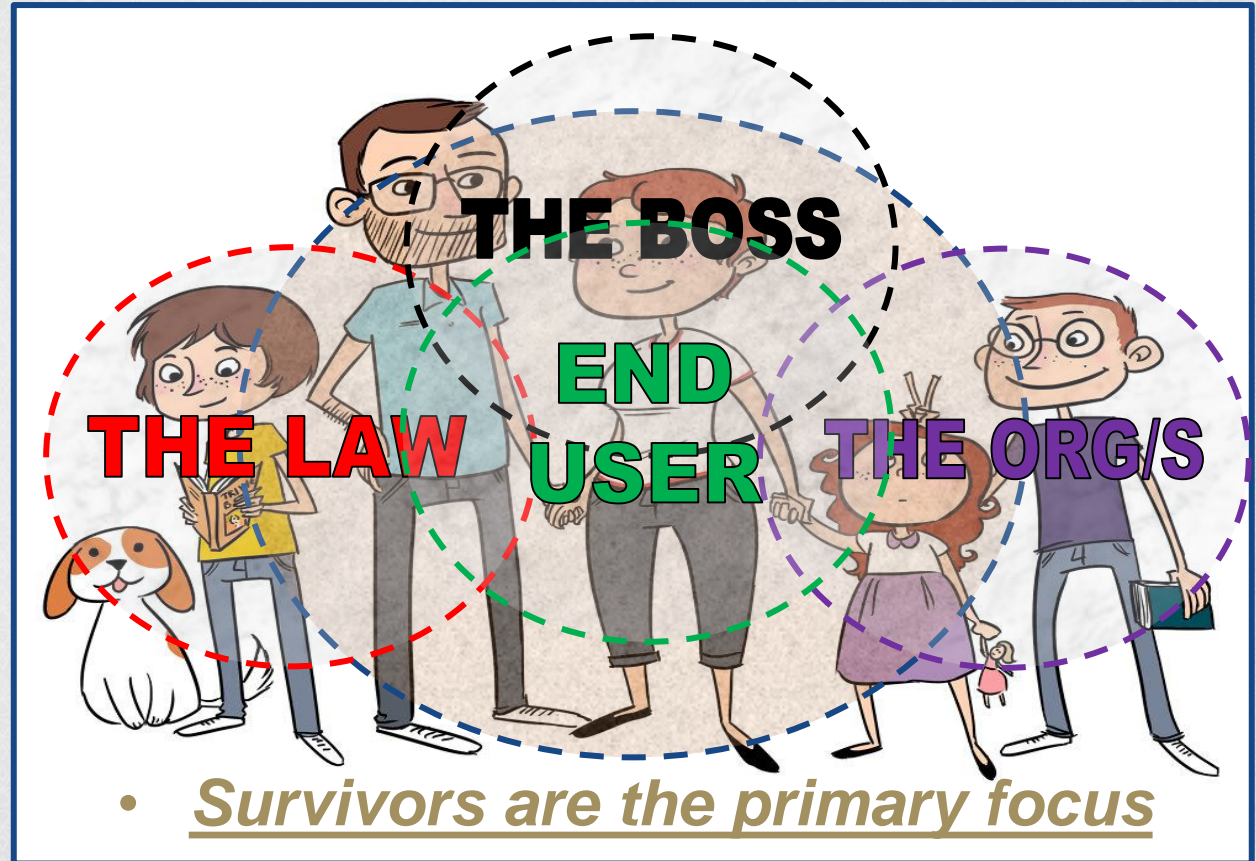 THE BOSS
END
USER
THE LAW
THE ORG/S
• Survivors are the primary focus